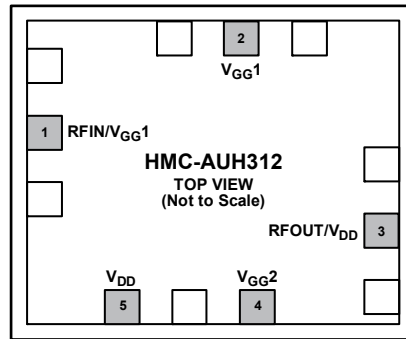 2
VGG1
1 RFIN/VGG1
HMC-AUH312
TOP VIEW
(Not to Scale)
RFOUT/VDD 3
VDD VGG2
5 4